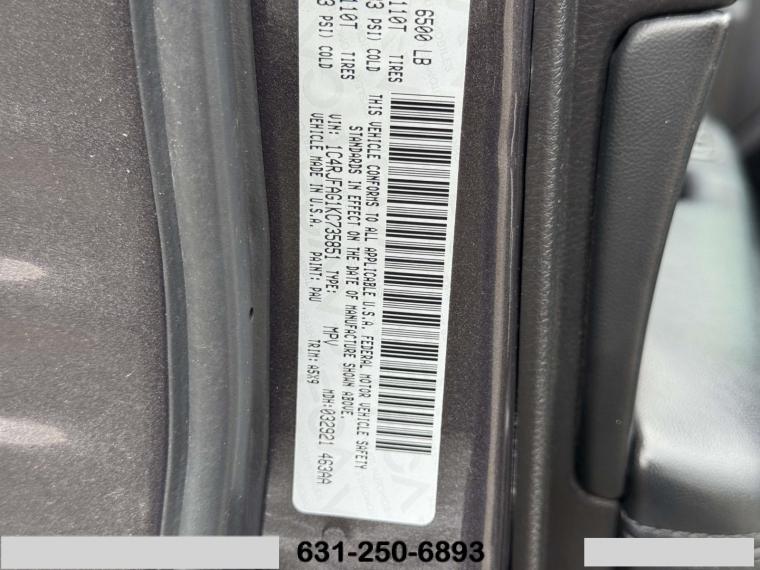 6500 LB
110T TIRES
3 PSI) COLD
110T TIRES
3 PSI) COLD
THIS VEHICLE CONFORMS TO ALL APPLICABLE U.S.A. FEDERAL MOTOR VEHICLE SAFETY
STANDARDS IN EFFECT ON THE DATE OF MANUFACTURE SHOWN ABOVE.
VIN: 1C4RJFAG1KC735851 TYPE: MPV MDH:032921 463AA
VEHICLE MADE IN U.S.A. PAINT: PAU TRIM: A5X9
631-250-6893